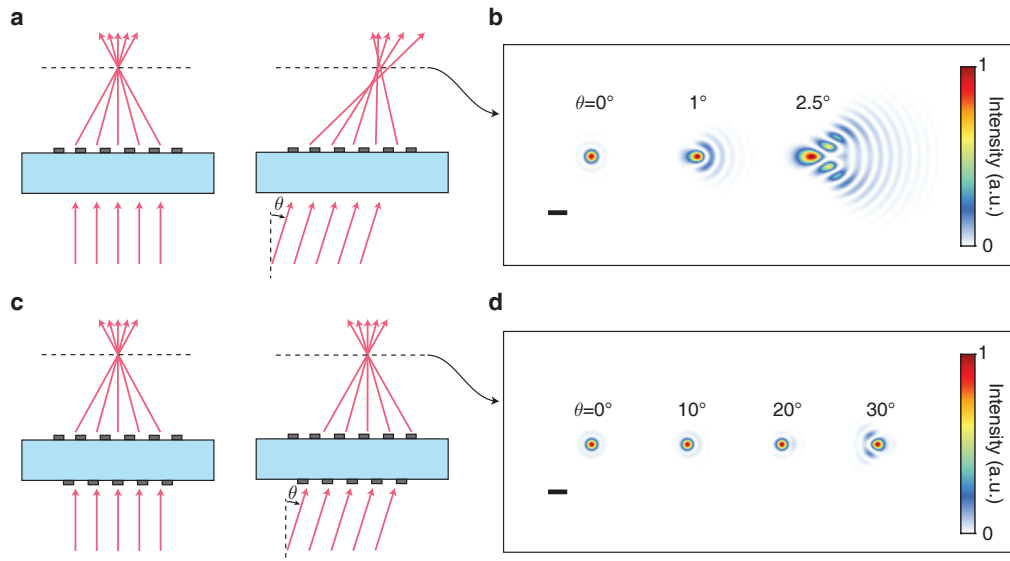 a
b
θ
θ=0°
1°
2.5°
1
Intensity (a.u.)
0
c
d
θ
θ=0°
10°
20°
30°
1
Intensity (a.u.)
0